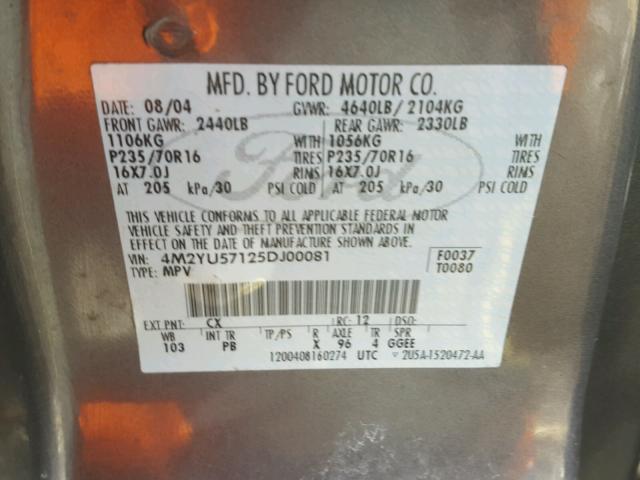 MFD. BY FORD MOTOR CO.
DATE: 08/04 GVWR: 4640LB/ 2104KG
FRONT GAWR: 2440LB REAR GAWR: 2330LB
1106KG WITH 1056KG WITH
P235/70R16 TIRES P235/70R16 TIRES
16X7.0J RIMS 16X7.0J RIMS
AT 205 kPa/30 PSI COLD AT 205 kPa/30 PSI COLD
THIS VEHICLE CONFORMS TO ALL APPLICABLE FEDERAL MOTOR
VEHICLE SAFETY AND THEFT PREVENTION STANDARDS IN
EFFECT ON THE DATE OF MANUFACTURE SHOWN ABOVE.
VIN: 4M2YU57125DJ00081 F0037
TYPE: MPV T0080
EXT PNT: CX RC: 12 DSO:
WB INT TR TP/PS R AXLE TR SPR
103 PB X 96 4 GGEE
1200408160274 UTC 2U5A-1520472-AA
Ford